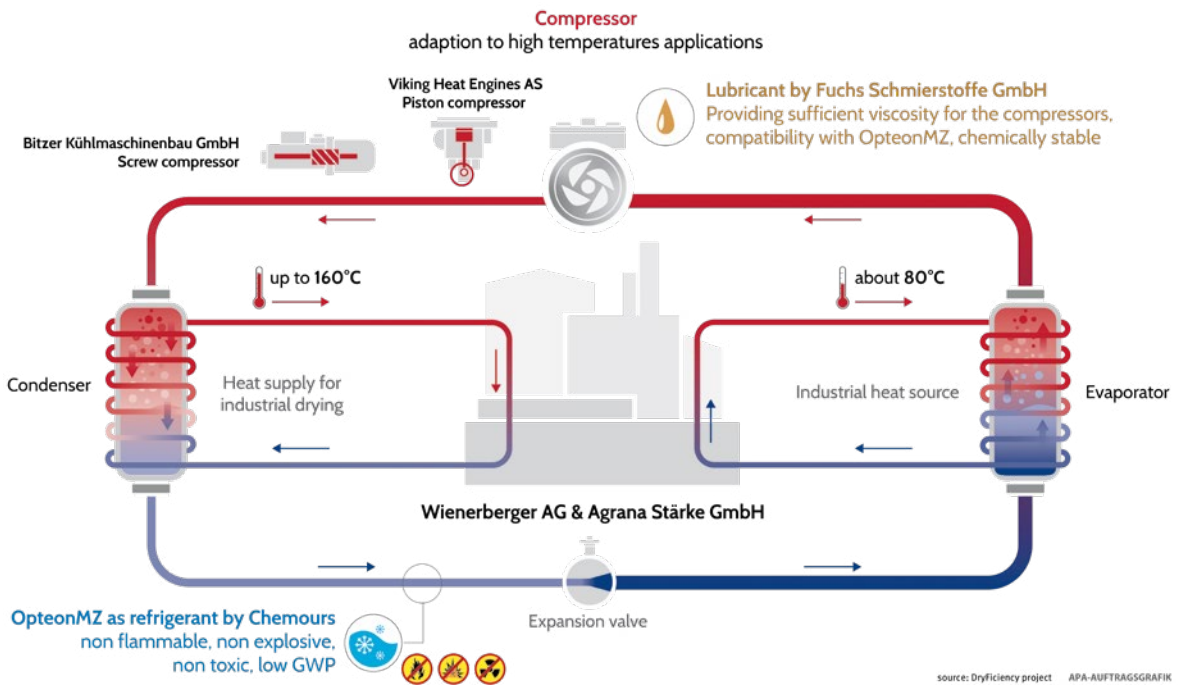 Compressor
adaption to high temperatures applications
Viking Heat Engines AS
Piston compressor
Bitzer Kühlmaschinenbau GmbH
Screw compressor
Lubricant by Fuchs Schmierstoffe GmbH
Providing sufficient viscosity for the compressors,
compatibility with OpteonMZ, chemically stable
up to 160°C
about 80°C
Condenser
Heat supply for
industrial drying
Industrial heat source
Evaporator
Wienerberger AG & Agrana Stärke GmbH
Expansion valve
OpteonMZ as refrigerant by Chemours
non flammable, non explosive,
non toxic, low GWP
source: DryFiciency project APA-AUFTRAGSGRAFIK